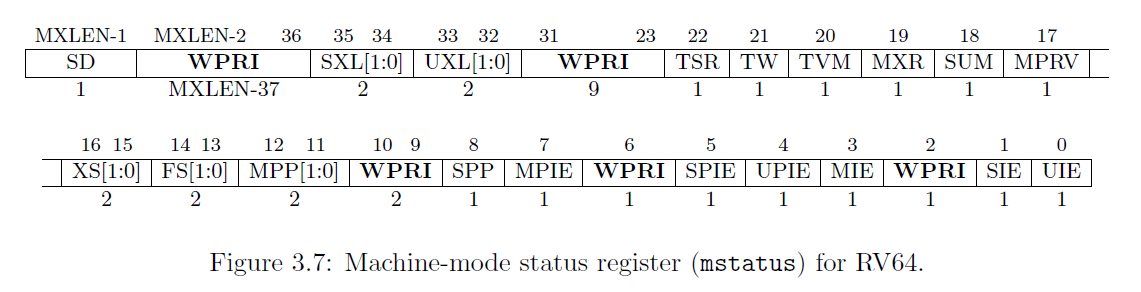 MXLEN-1 MXLEN-2 36 35 34 33 32 31 23 22 21 20 19 18 17
SD WPRI SXL[1:0] UXL[1:0] WPRI TSR TW TVM MXR SUM MPRV
1 MXLEN-37 2 2 9 1 1 1 1 1 1
16 15 14 13 12 11 10 9 8 7 6 5 4 3 2 1 0
XS[1:0] FS[1:0] MPP[1:0] WPRI SPP MPIE WPRI SPIE UPIE MIE WPRI SIE UIE
2 2 2 2 1 1 1 1 1 1 1 1 1
Figure 3.7: Machine-mode status register (mstatus) for RV64.